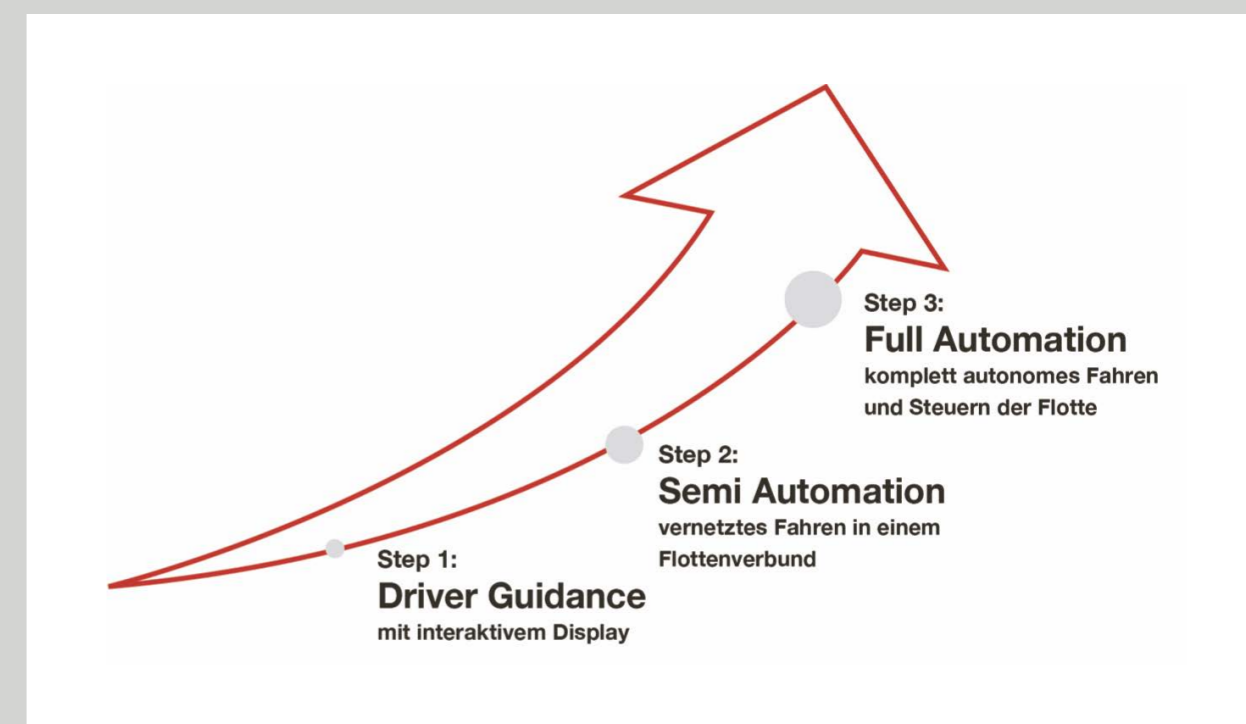 Step 1:
Driver Guidance
mit interaktivem Display
Step 2:
Semi Automation
vernetztes Fahren in einem
Flottenverbund
Step 3:
Full Automation
komplett autonomes Fahren
und Steuern der Flotte